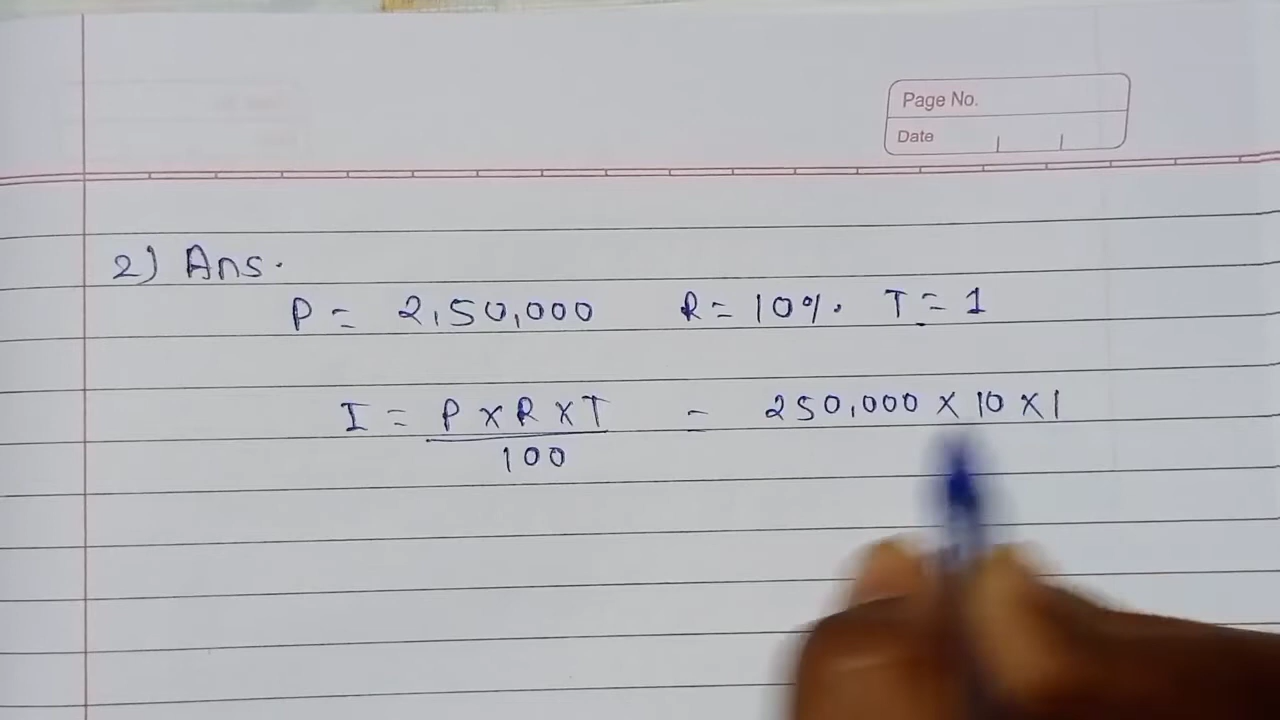 Page No.
Date
2) Ans.
P = 2,50,000 R = 10%. T = 1
I = P × R × T = 250,000 × 10 × 1
100